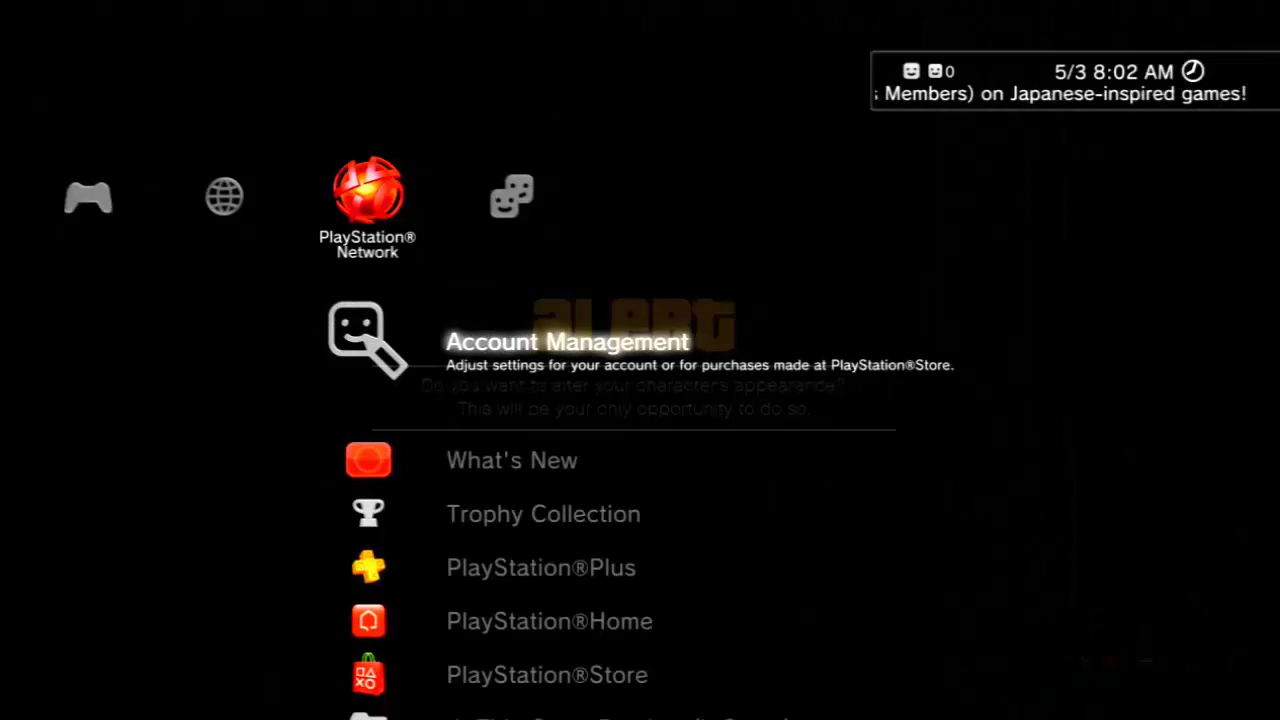 0 5/3 8:02 AM
Members) on Japanese-inspired games!
PlayStation®
Network
alert
Account Management
Adjust settings for your account or for purchases made at PlayStation®Store.
Do you want to alter your characters appearance?
This will be your only opportunity to do so.
What's New
Trophy Collection
PlayStation®Plus
PlayStation®Home
PlayStation®Store